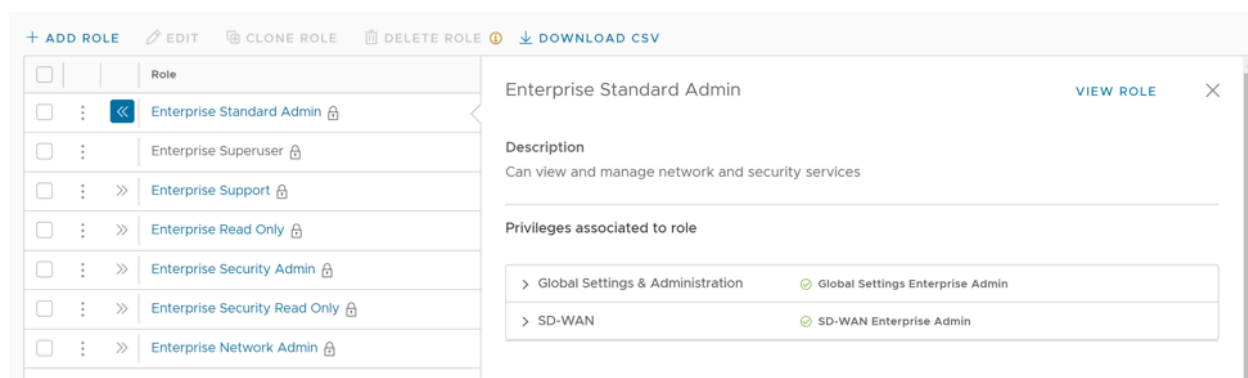 + ADD ROLE EDIT CLONE ROLE DELETE ROLE DOWNLOAD CSV
Role
Enterprise Standard Admin
Enterprise Superuser
Enterprise Support
Enterprise Read Only
Enterprise Security Admin
Enterprise Security Read Only
Enterprise Network Admin
Enterprise Standard Admin VIEW ROLE
Description
Can view and manage network and security services
Privileges associated to role
Global Settings & Administration Global Settings Enterprise Admin
SD-WAN SD-WAN Enterprise Admin